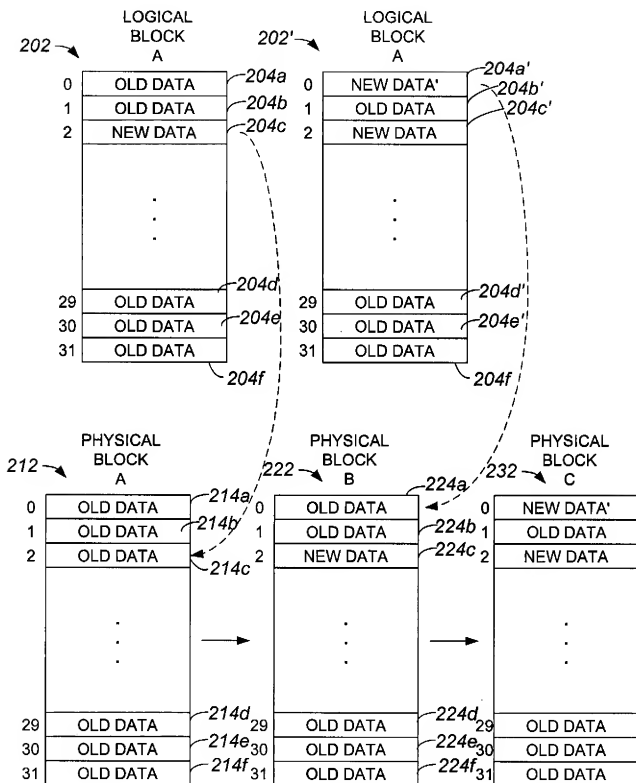 LOGICAL
BLOCK
A
202
0 OLD DATA 204a
1 OLD DATA 204b
2 NEW DATA 204c
204d
29 OLD DATA
30 OLD DATA 204e
31 OLD DATA
204f
LOGICAL
BLOCK
A
202'
204a'
0 NEW DATA' 204b'
1 OLD DATA 204c'
2 NEW DATA
29 OLD DATA 204d'
30 OLD DATA 204e'
31 OLD DATA
204f
PHYSICAL
BLOCK
A
212
0 OLD DATA 214a
1 OLD DATA 214b
2 OLD DATA
214c
214d
29 OLD DATA
30 OLD DATA 214e
31 OLD DATA 214f
PHYSICAL
BLOCK
B
222
224a
0 OLD DATA
1 OLD DATA 224b
2 NEW DATA 224c
224d
29 OLD DATA
30 OLD DATA 224e
31 OLD DATA 224f
PHYSICAL
BLOCK
C
232
0 NEW DATA'
1 OLD DATA
2 NEW DATA
29 OLD DATA
30 OLD DATA
31 OLD DATA